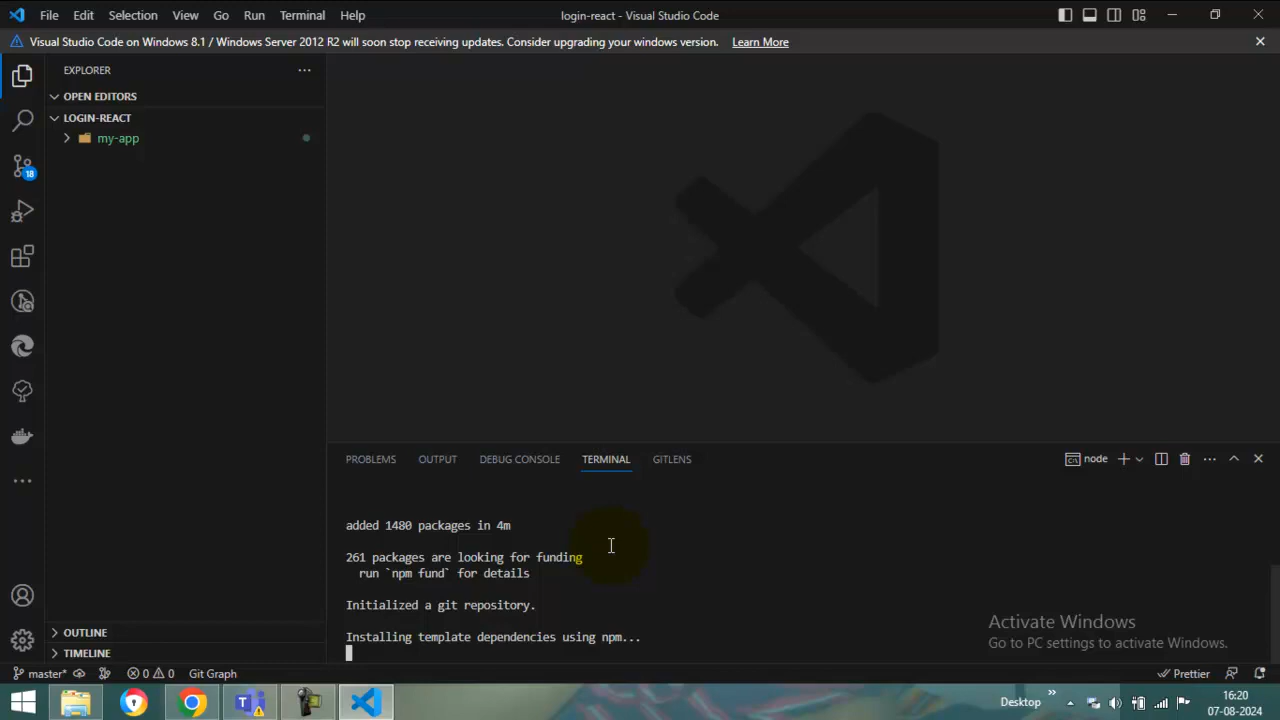 File Edit Selection View Go Run Terminal Help
login-react - Visual Studio Code
Visual Studio Code on Windows 8.1 / Windows Server 2012 R2 will soon stop receiving updates. Consider upgrading your windows version. Learn More
EXPLORER
OPEN EDITORS
LOGIN-REACT
my-app
18
PROBLEMS OUTPUT DEBUG CONSOLE TERMINAL GITLENS
node
added 1480 packages in 4m
261 packages are looking for funding
run `npm fund` for details
Initialized a git repository.
Installing template dependencies using npm...
Activate Windows
Go to PC settings to activate Windows.
OUTLINE
TIMELINE
master* 0 0 Git Graph Prettier
Desktop
16:20
07-08-2024